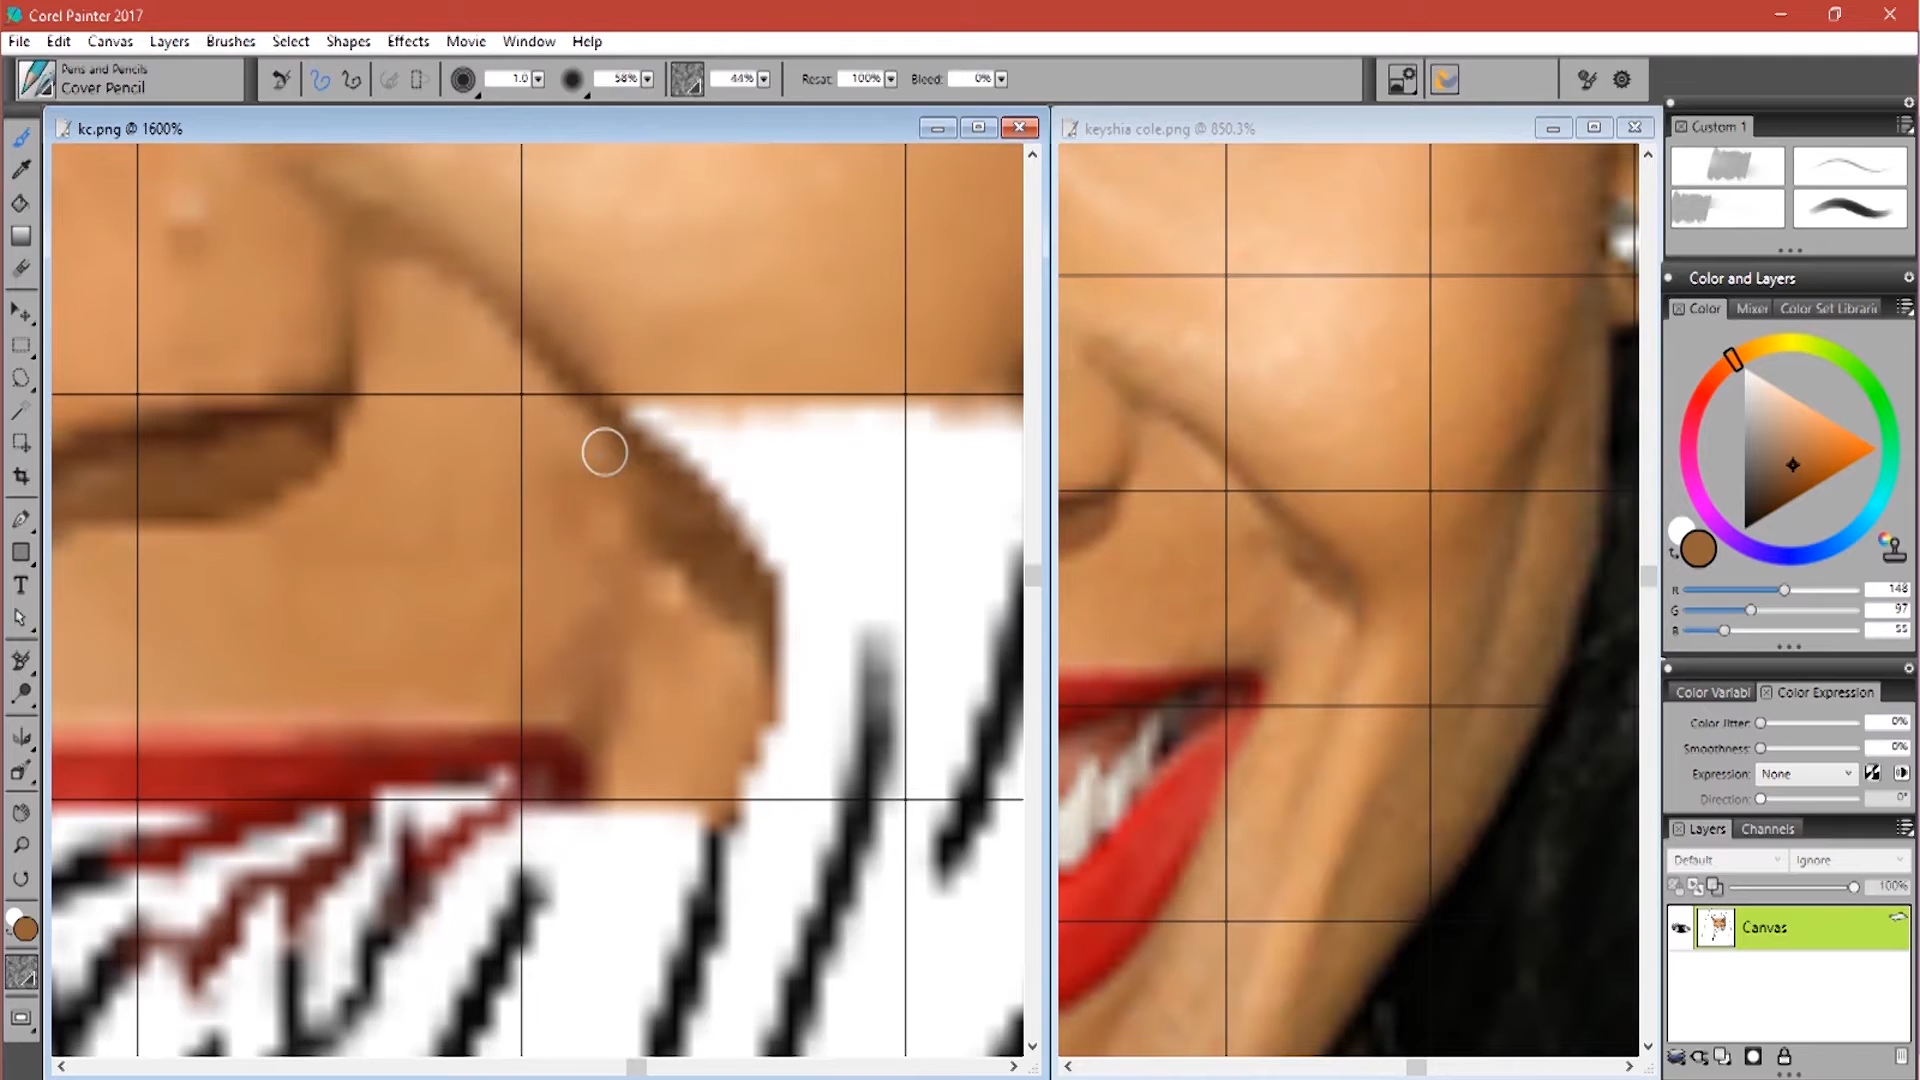 Corel Painter 2017
File Edit Canvas Layers Brushes Select Shapes Effects Movie Window Help
Pens and Pencils
Cover Pencil
1.0 58% 44% Resat: 100% Bleed: 0%
kc.png @ 1600%
keyshia cole.png @ 850.3%
Custom 1
Color and Layers
Color Mixer Color Set Librari
R 148
G 97
B 55
Color Variabl Color Expression
Color Jitter: 0%
Smoothness: 0%
Expression: None
Direction: 0°
Layers Channels
Default Ignore
100%
Canvas
T